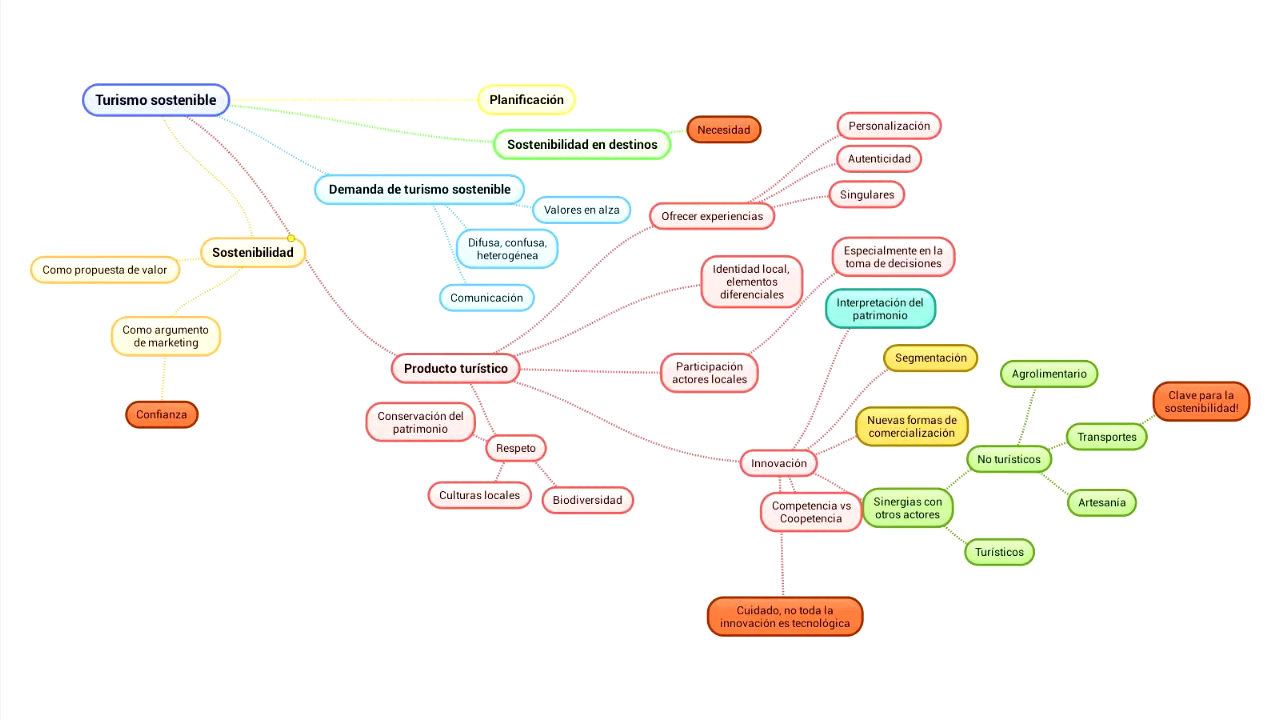 Turismo sostenible
Planificación
Sostenibilidad en destinos
Necesidad
Demanda de turismo sostenible
Valores en alza
Difusa, confusa,
heterogénea
Comunicación
Sostenibilidad
Como propuesta de valor
Como argumento
de marketing
Confianza
Producto turístico
Ofrecer experiencias
Personalización
Autenticidad
Singulares
Identidad local,
elementos
diferenciales
Participación
actores locales
Especialmente en la
toma de decisiones
Respeto
Conservación del
patrimonio
Culturas locales
Biodiversidad
Innovación
Interpretación del
patrimonio
Segmentación
Nuevas formas de
comercialización
Sinergias con
otros actores
No turísticos
Agrolimentario
Transportes
Clave para la
sostenibilidad!
Artesanía
Turísticos
Competencia vs
Coopetencia
Cuidado, no toda la
innovación es tecnológica